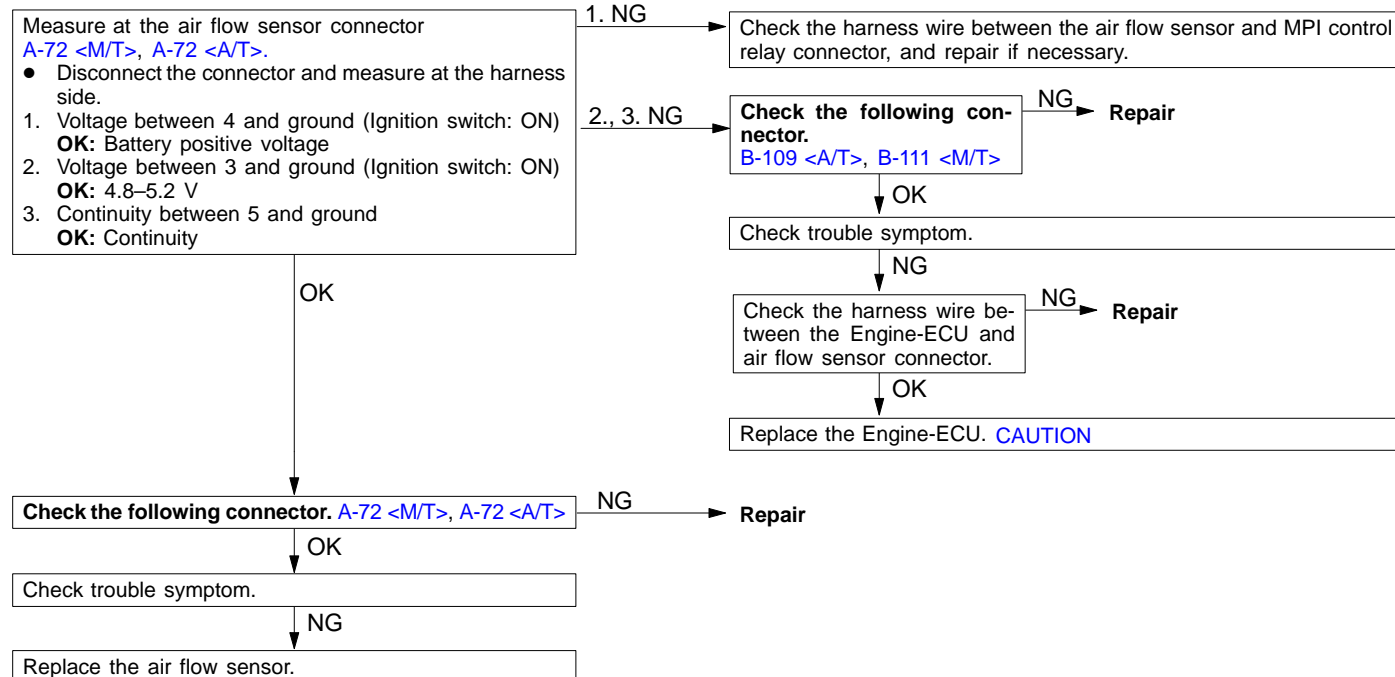 Measure at the air flow sensor connector
A-72 <M/T>, A-72 <A/T>.
● Disconnect the connector and measure at the harness
side.
1. Voltage between 4 and ground (Ignition switch: ON)
OK: Battery positive voltage
2. Voltage between 3 and ground (Ignition switch: ON)
OK: 4.8–5.2 V
3. Continuity between 5 and ground
OK: Continuity
1. NG
Check the harness wire between the air flow sensor and MPI control
relay connector, and repair if necessary.
2., 3. NG
Check the following con-
nector.
B-109 <A/T>, B-111 <M/T>
NG
Repair
OK
Check trouble symptom.
NG
Check the harness wire be-
tween the Engine-ECU and
air flow sensor connector.
NG
Repair
OK
Replace the Engine-ECU. CAUTION
OK
Check the following connector. A-72 <M/T>, A-72 <A/T>
NG
Repair
OK
Check trouble symptom.
NG
Replace the air flow sensor.